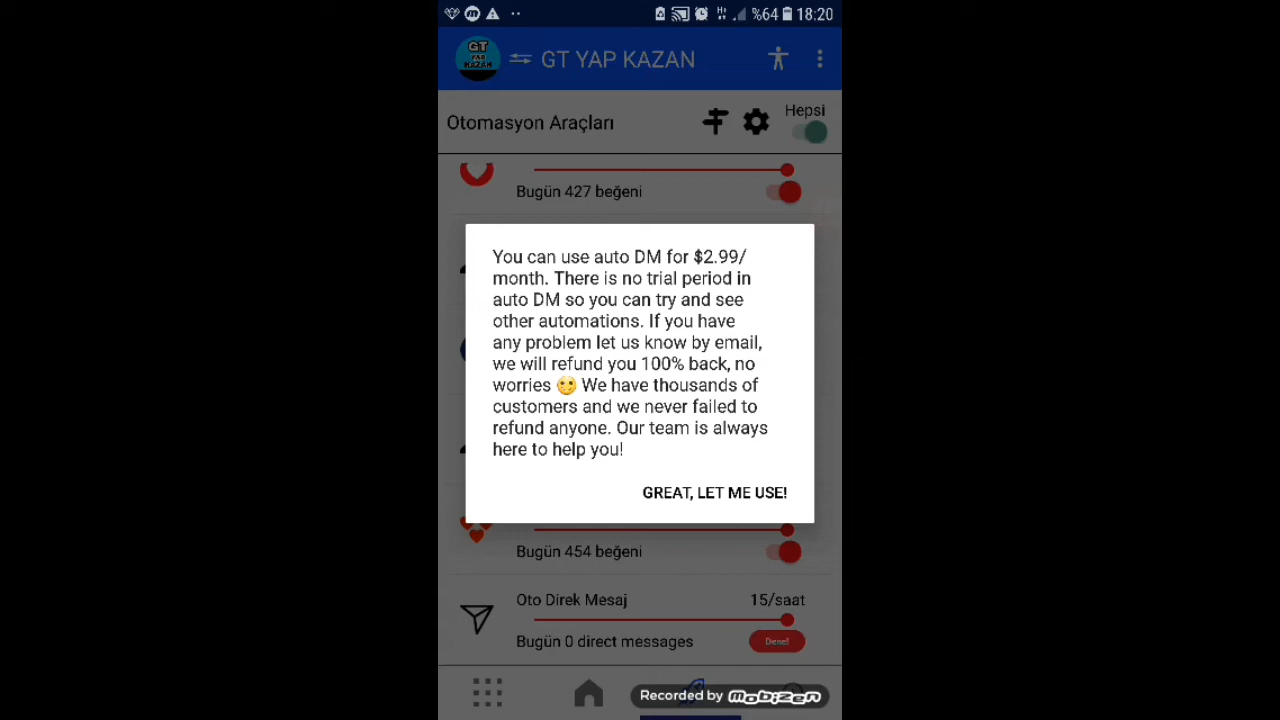 %64 18:20
GT YAP KAZAN
GT YAP KAZAN
Otomasyon Araçları
Hepsi
Bugün 427 beğeni
You can use auto DM for $2.99/
month. There is no trial period in
auto DM so you can try and see
other automations. If you have
any problem let us know by email,
we will refund you 100% back, no
worries 😊 We have thousands of
customers and we never failed to
refund anyone. Our team is always
here to help you!
GREAT, LET ME USE!
Bugün 454 beğeni
Oto Direk Mesaj 15/saat
Bugün 0 direct messages Dene!
Recorded by mobizen